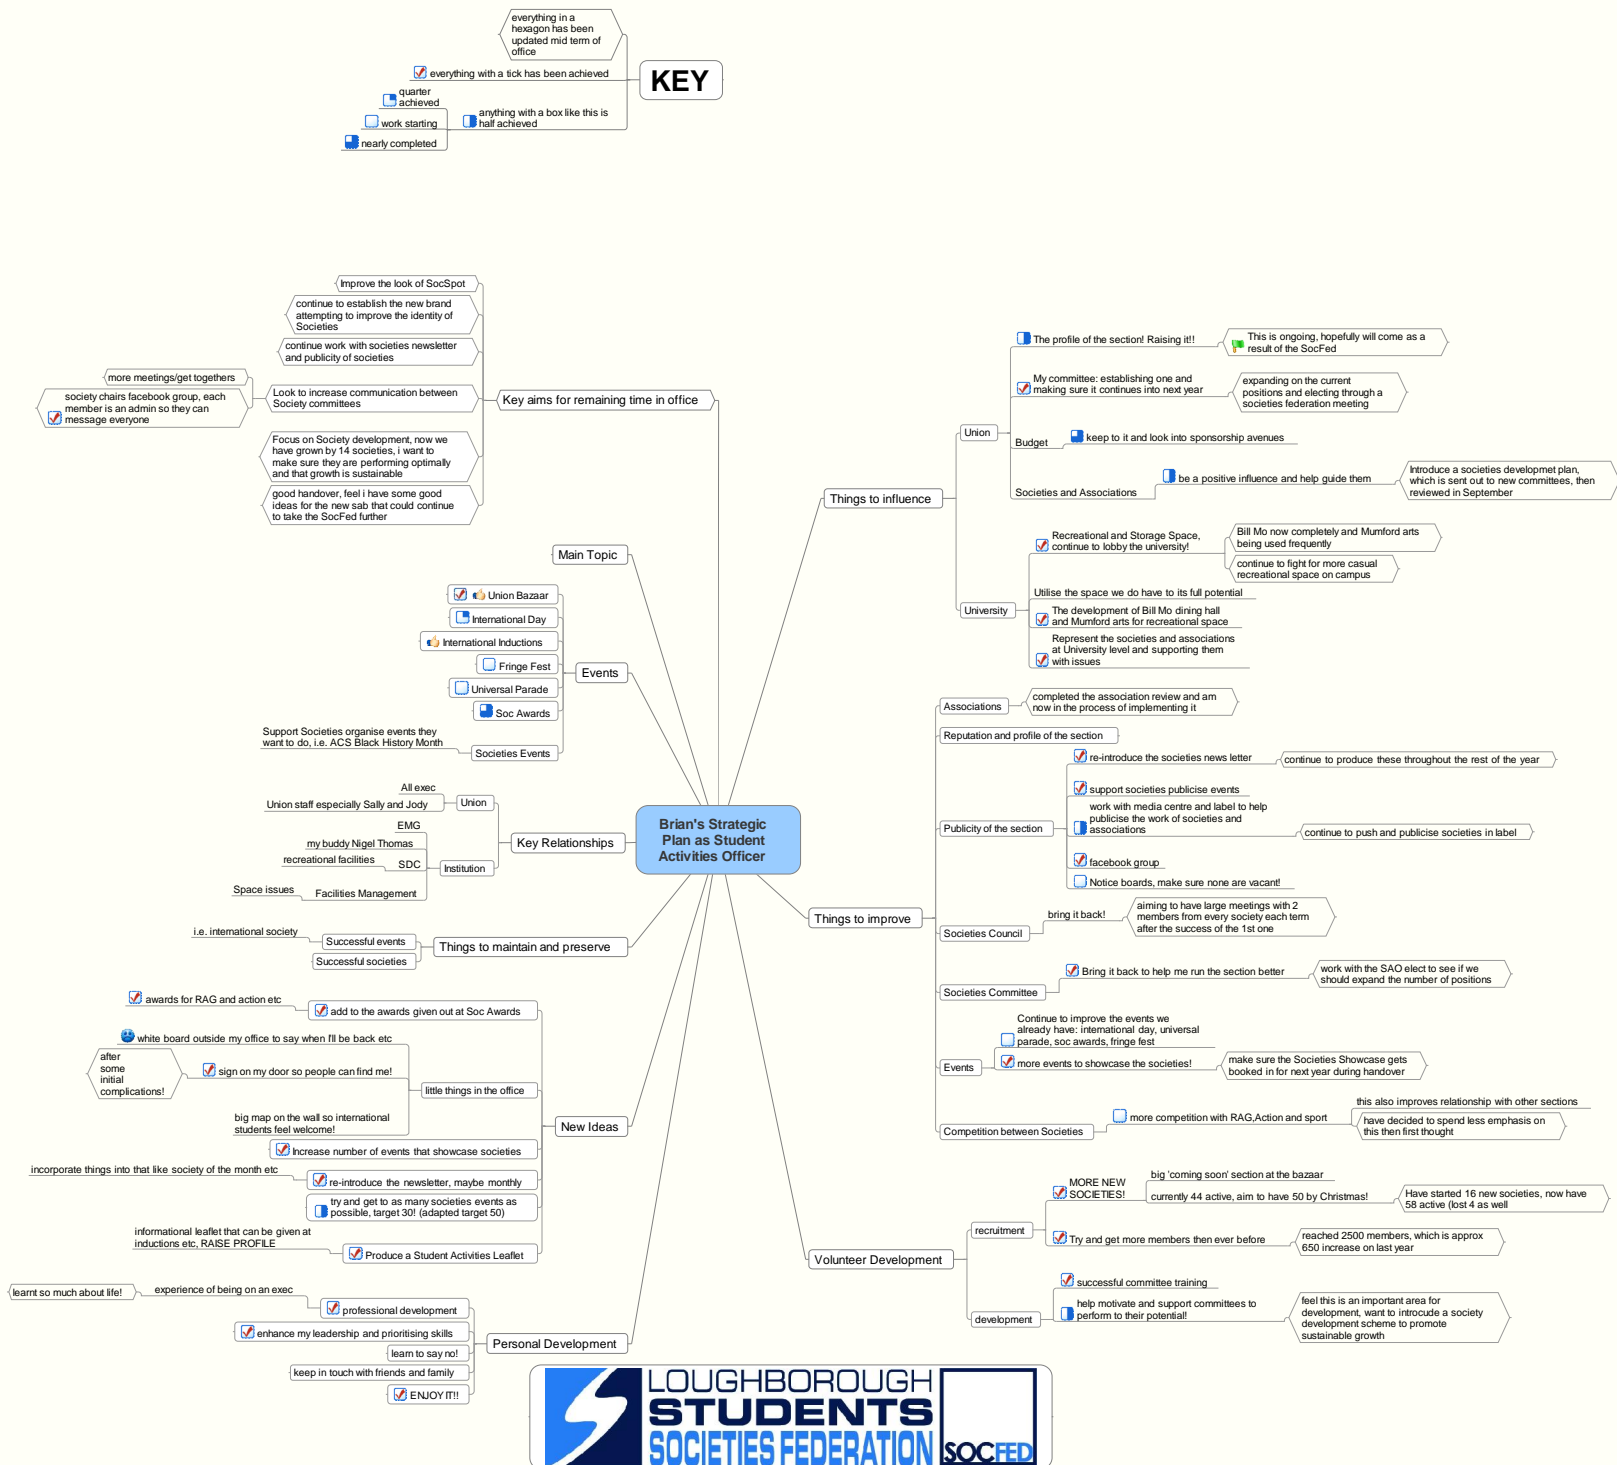 everything in a
hexagon has been
updated mid term of
office
everything with a tick has been achieved
KEY
quarter
achieved
work starting
nearly completed
anything with a box like this is
half achieved
Improve the look of SocSpot
continue to establish the new brand
attempting to improve the identity of
Societies
continue work with societies newsletter
and publicity of societies
more meetings/get togethers
society chairs facebook group, each
member is an admin so they can
message everyone
Look to increase communication between
Society committees
Key aims for remaining time in office
Focus on Society development, now we
have grown by 14 societies, i want to
make sure they are performing optimally
and that growth is sustainable
good handover, feel i have some good
ideas for the new sab that could continue
to take the SocFed further
Main Topic
Union Bazaar
International Day
International Inductions
Fringe Fest
Universal Parade
Soc Awards
Support Societies organise events they
want to do, i.e. ACS Black History Month
Societies Events
Events
All exec
Union staff especially Sally and Jody
Union
EMG
my buddy Nigel Thomas
recreational facilities
SDC
Space issues
Facilities Management
Institution
Key Relationships
i.e. international society
Successful events
Successful societies
Things to maintain and preserve
awards for RAG and action etc
add to the awards given out at Soc Awards
white board outside my office to say when I'll be back etc
after
some
initial
complications!
sign on my door so people can find me!
big map on the wall so international
students feel welcome!
little things in the office
Increase number of events that showcase societies
incorporate things into that like society of the month etc
re-introduce the newsletter, maybe monthly
try and get to as many societies events as
possible, target 30! (adapted target 50)
informational leaflet that can be given at
inductions etc, RAISE PROFILE
Produce a Student Activities Leaflet
New Ideas
learnt so much about life!
experience of being on an exec
professional development
enhance my leadership and prioritising skills
learn to say no!
keep in touch with friends and family
ENJOY IT!!
Personal Development
Brian's Strategic
Plan as Student
Activities Officer
Things to influence
Union
The profile of the section! Raising it!!
This is ongoing, hopefully will come as a
result of the SocFed
My committee: establishing one and
making sure it continues into next year
expanding on the current
positions and electing through a
societies federation meeting
Budget
keep to it and look into sponsorship avenues
Societies and Associations
be a positive influence and help guide them
Introduce a societies developmet plan,
which is sent out to new committees, then
reviewed in September
University
Recreational and Storage Space,
continue to lobby the university!
Bill Mo now completely and Mumford arts
being used frequently
continue to fight for more casual
recreational space on campus
Utilise the space we do have to its full potential
The development of Bill Mo dining hall
and Mumford arts for recreational space
Represent the societies and associations
at University level and supporting them
with issues
Things to improve
Associations
completed the association review and am
now in the process of implementing it
Reputation and profile of the section
Publicity of the section
re-introduce the societies news letter
continue to produce these throughout the rest of the year
support societies publicise events
work with media centre and label to help
publicise the work of societies and
associations
continue to push and publicise societies in label
facebook group
Notice boards, make sure none are vacant!
Societies Council
bring it back!
aiming to have large meetings with 2
members from every society each term
after the success of the 1st one
Societies Committee
Bring it back to help me run the section better
work with the SAO elect to see if we
should expand the number of positions
Events
Continue to improve the events we
already have: international day, universal
parade, soc awards, fringe fest
more events to showcase the societies!
make sure the Societies Showcase gets
booked in for next year during handover
Competition between Societies
more competition with RAG,Action and sport
this also improves relationship with other sections
have decided to spend less emphasis on
this then first thought
Volunteer Development
recruitment
MORE NEW
SOCIETIES!
big 'coming soon' section at the bazaar
currently 44 active, aim to have 50 by Christmas!
Have started 16 new societies, now have
58 active (lost 4 as well
Try and get more members then ever before
reached 2500 members, which is approx
650 increase on last year
development
successful committee training
help motivate and support committees to
perform to their potential!
feel this is an important area for
development, want to introcude a society
development scheme to promote
sustainable growth
LOUGHBOROUGH
STUDENTS
SOCIETIES FEDERATION
SOCFED